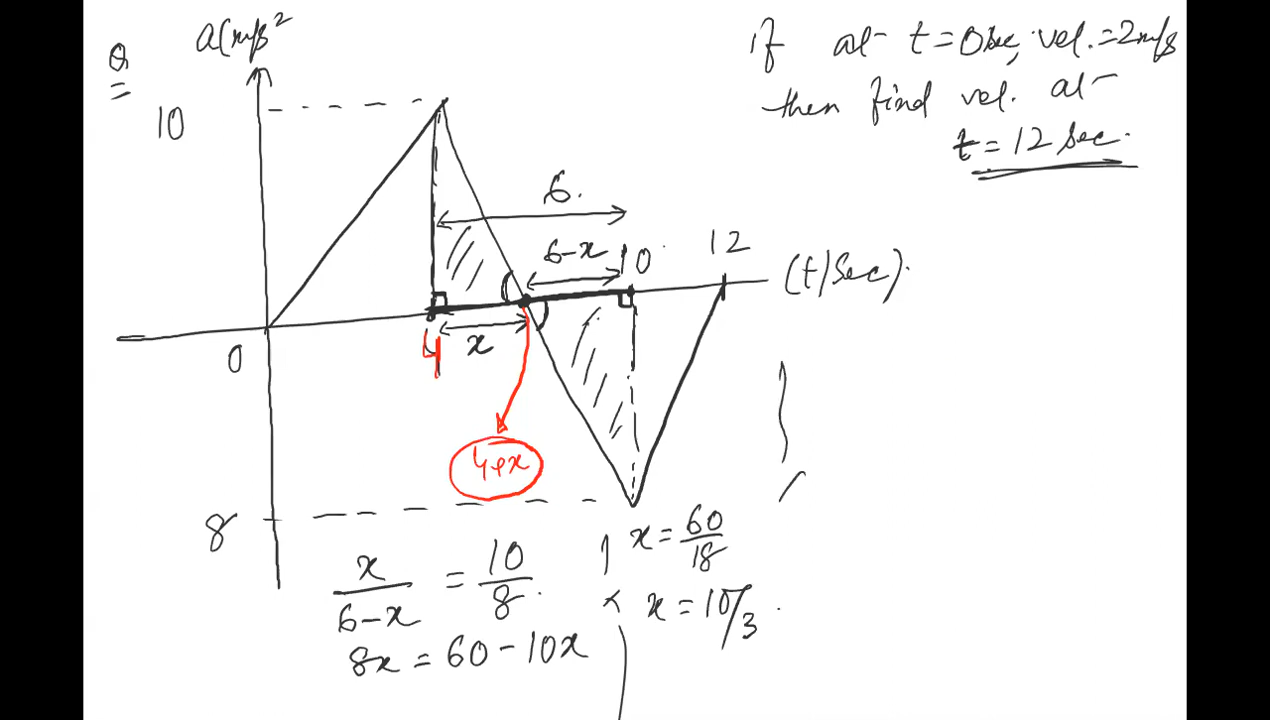 Q
a(m/s²
if at t=0sec, vel.=2m/s
then find vel. at
t=12 sec.
10
6.
6-x
10
12
(t/sec).
0
4
x
4+x
8
x/6-x = 10/8.
8x = 60-10x
x = 60/18
x = 10/3.